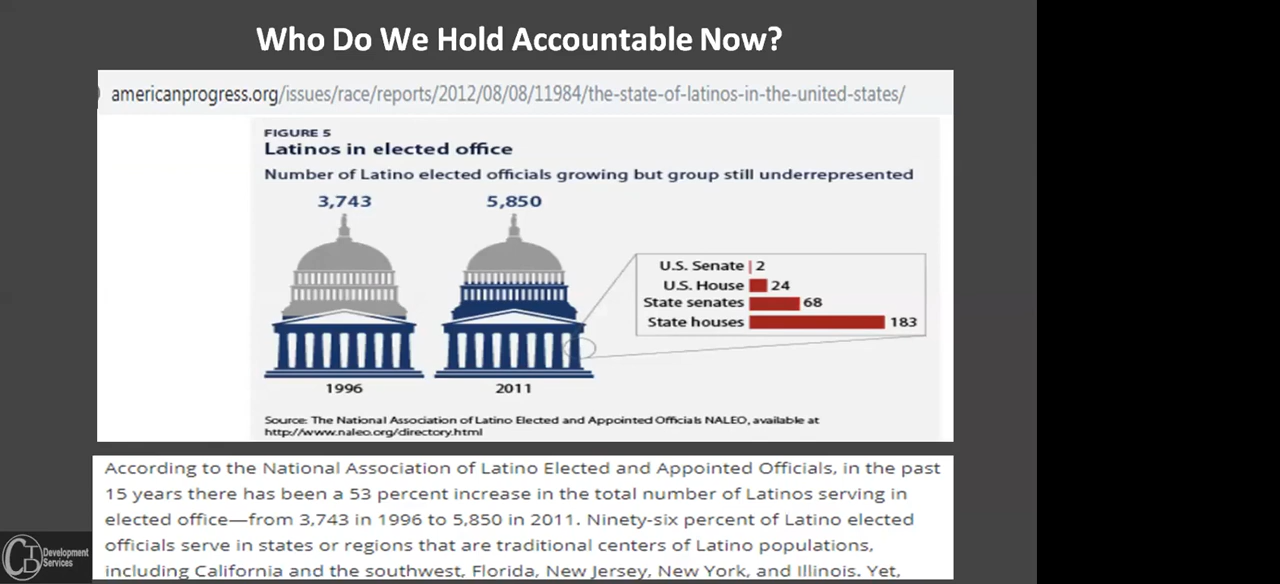 Who Do We Hold Accountable Now?
americanprogress.org/issues/race/reports/2012/08/08/11984/the-state-of-latinos-in-the-united-states/
FIGURE 5
Latinos in elected office
Number of Latino elected officials growing but group still underrepresented
3,743 5,850
U.S. Senate 2
U.S. House 24
State senates 68
State houses 183
1996 2011
Source: The National Association of Latino Elected and Appointed Officials NALEO, available at
http://www.naleo.org/directory.html
According to the National Association of Latino Elected and Appointed Officials, in the past
15 years there has been a 53 percent increase in the total number of Latinos serving in
elected office—from 3,743 in 1996 to 5,850 in 2011. Ninety-six percent of Latino elected
officials serve in states or regions that are traditional centers of Latino populations,
including California and the southwest, Florida, New Jersey, New York, and Illinois. Yet,
Development
Services